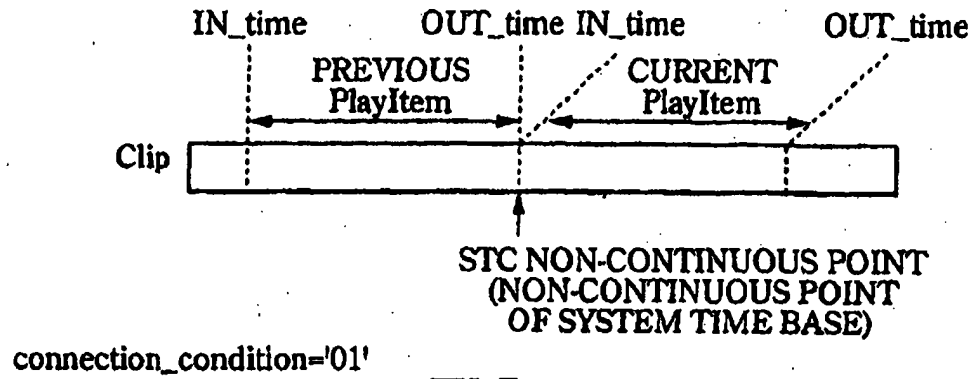 IN_time OUT_time IN_time OUT_time
PREVIOUS PlayItem
CURRENT PlayItem
Clip
STC NON-CONTINUOUS POINT
(NON-CONTINUOUS POINT
OF SYSTEM TIME BASE)
connection_condition='01'